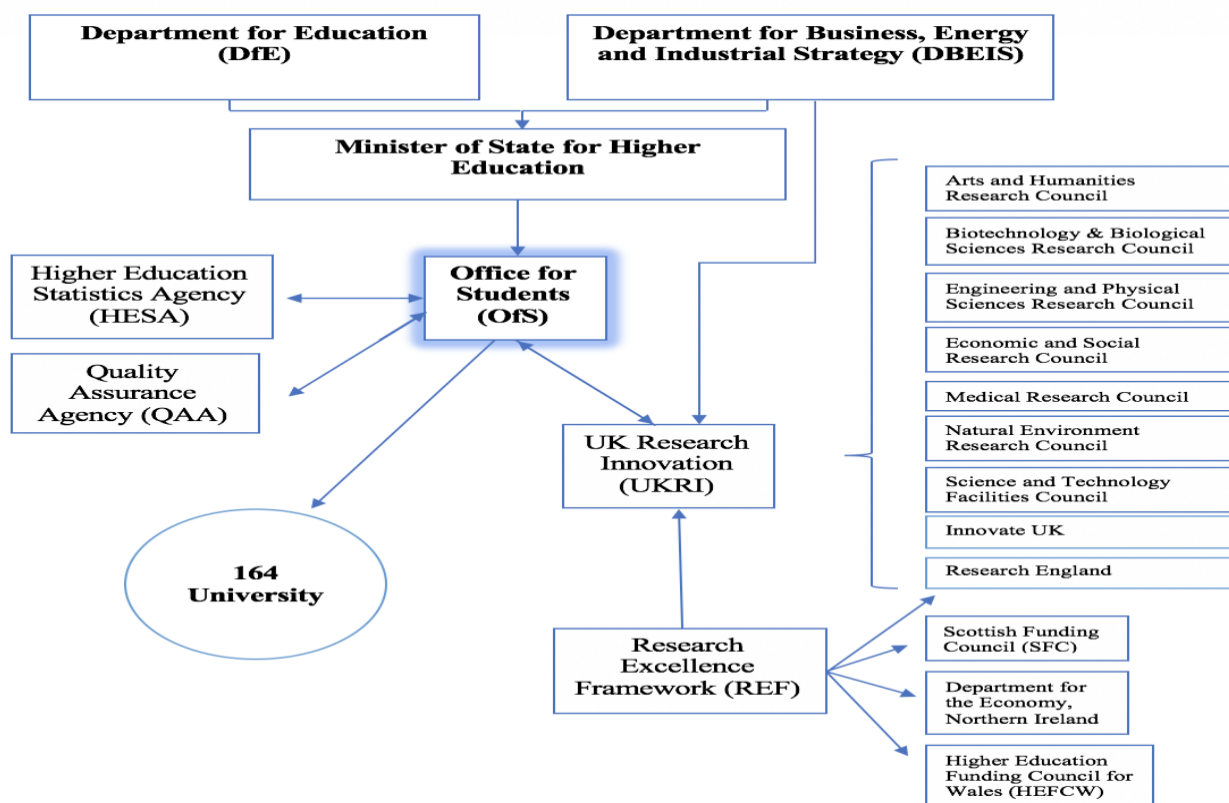 Department for Education
(DfE)
Department for Business, Energy
and Industrial Strategy (DBEIS)
Minister of State for Higher
Education
Arts and Humanities
Research Council
Biotechnology & Biological
Sciences Research Council
Higher Education
Statistics Agency
(HESA)
Office for
Students
(OfS)
Engineering and Physical
Sciences Research Council
Economic and Social
Research Council
Quality
Assurance
Agency (QAA)
Medical Research Council
UK Research
Innovation
(UKRI)
Natural Environment
Research Council
Science and Technology
Facilities Council
Innovate UK
164
University
Research England
Research
Excellence
Framework (REF)
Scottish Funding
Council (SFC)
Department for
the Economy,
Northern Ireland
Higher Education
Funding Council for
Wales (HEFCW)